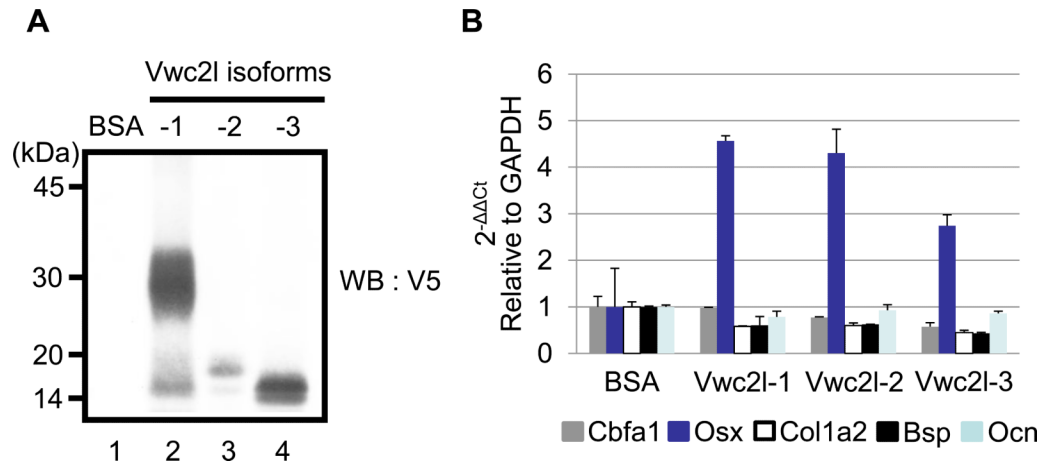 A
Vwc2l isoforms
BSA -1 -2 -3
(kDa)
45
30
20
14
WB : V5
1 2 3 4
B
2-ΔΔCt
Relative to GAPDH
6
5
4
3
2
1
0
BSA Vwc2l-1 Vwc2l-2 Vwc2l-3
Cbfa1 Osx Col1a2 Bsp Ocn